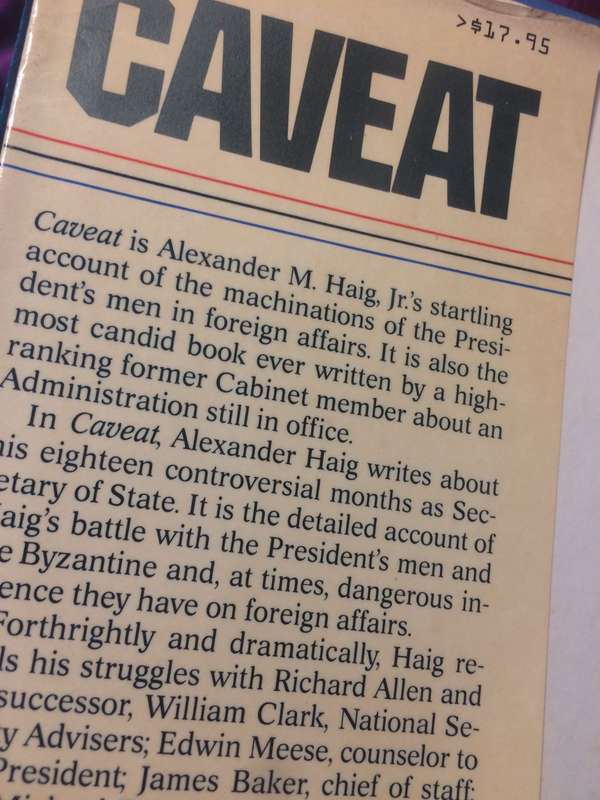 >$17.95
CAVEAT
Caveat is Alexander M. Haig, Jr.'s startling
account of the machinations of the Presi-
dent's men in foreign affairs. It is also the
most candid book ever written by a high-
ranking former Cabinet member about an
Administration still in office.
In Caveat, Alexander Haig writes about
his eighteen controversial months as Sec-
etary of State. It is the detailed account of
aig's battle with the President's men and
e Byzantine and, at times, dangerous in-
ence they have on foreign affairs.
Forthrightly and dramatically, Haig re-
ls his struggles with Richard Allen and
successor, William Clark, National Se-
y Advisers; Edwin Meese, counselor to
President; James Baker, chief of staff;